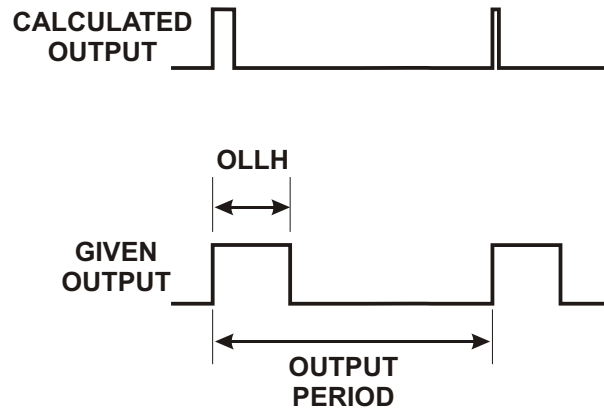 CALCULATED
OUTPUT
OLLH
GIVEN
OUTPUT
OUTPUT
PERIOD